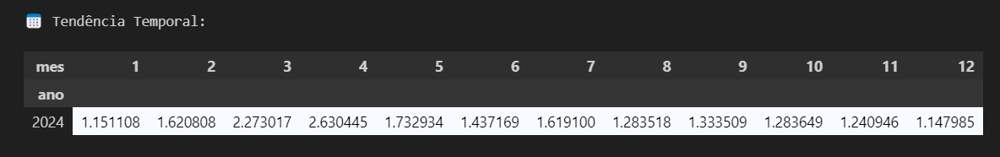 Tendência Temporal:
mes 1 2 3 4 5 6 7 8 9 10 11 12
ano
2024 1.151108 1.620808 2.273017 2.630445 1.732934 1.437169 1.619100 1.283518 1.333509 1.283649 1.240946 1.147985